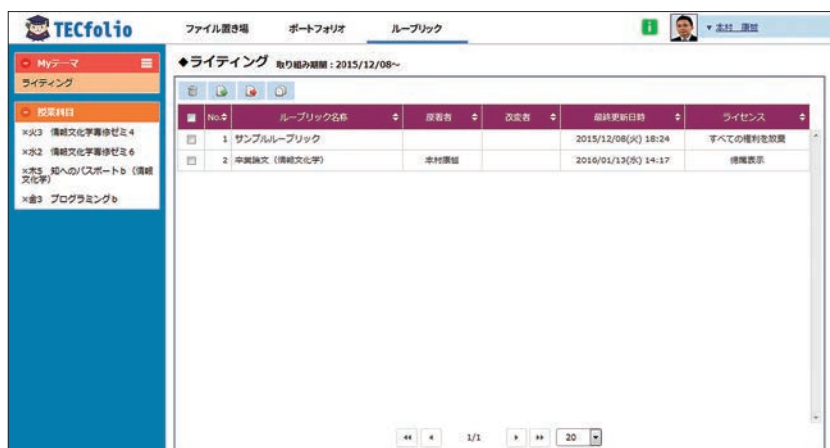 TECfolio
ファイル置き場 ポートフォリオ ルーブリック
Myテーマ
ライティング
授業科目
×火3 情報文化学専修ゼミ4
×水2 情報文化学専修ゼミ6
×木5 知へのパスポートb（情報
文化学）
×金3 プログラミングb
◆ライティング 取り組み期間：2015/12/08～
No. ルーブリック名称 原著者 改変者 最終更新日時 ライセンス
1 サンプルルーブリック 2015/12/08(火) 18:24 すべての権利を放棄
2 卒業論文（情報文化学） 2016/01/13(水) 14:17
1/1 20